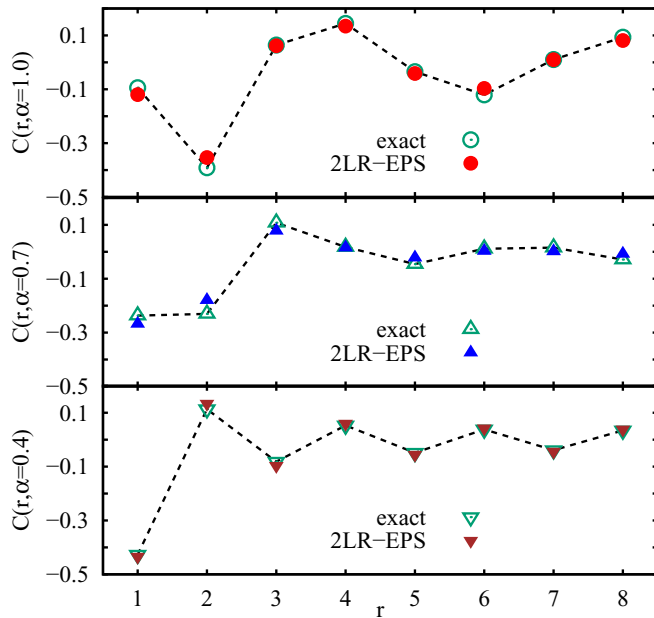 0.1
−0.1
−0.3
−0.5
C(r,α=1.0)
exact
2LR−EPS
0.1
−0.1
−0.3
−0.5
C(r,α=0.7)
exact
2LR−EPS
0.1
−0.1
−0.3
−0.5
C(r,α=0.4)
exact
2LR−EPS
1 2 3 4 5 6 7 8
r